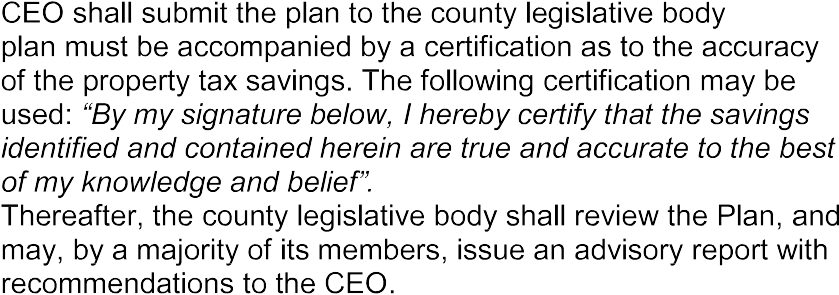 CEO shall submit the plan to the county legislative body
plan must be accompanied by a certification as to the accuracy
of the property tax savings. The following certification may be
used: “By my signature below, I hereby certify that the savings
identified and contained herein are true and accurate to the best
of my knowledge and belief”.
Thereafter, the county legislative body shall review the Plan, and
may, by a majority of its members, issue an advisory report with
recommendations to the CEO.